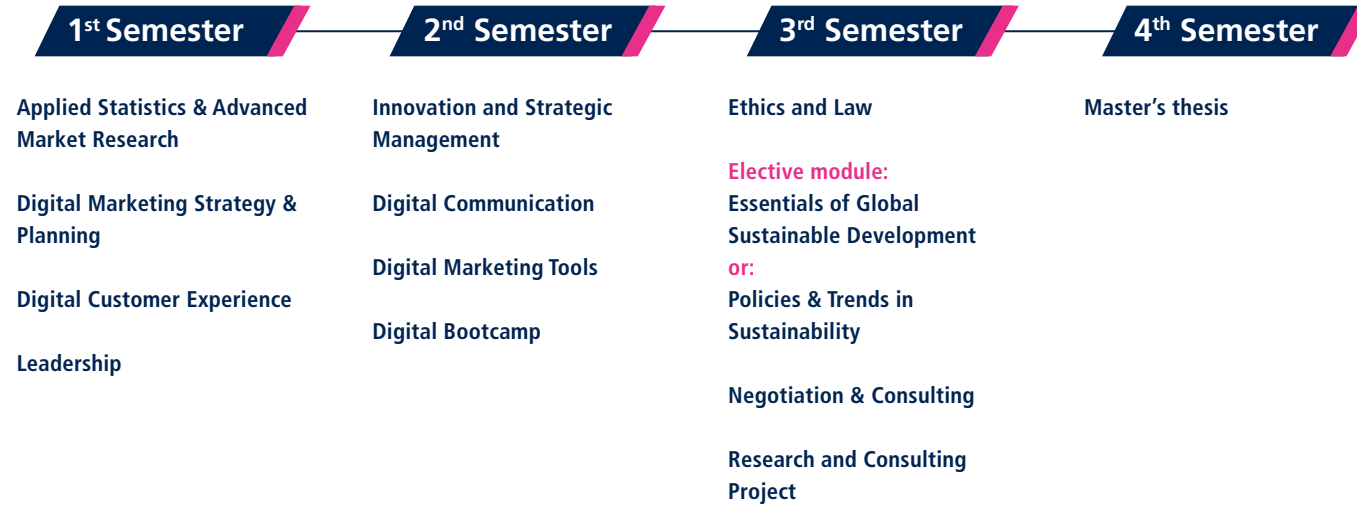 1st Semester
2nd Semester
3rd Semester
4th Semester
Applied Statistics & Advanced
Market Research
Digital Marketing Strategy &
Planning
Digital Customer Experience
Leadership
Innovation and Strategic
Management
Digital Communication
Digital Marketing Tools
Digital Bootcamp
Ethics and Law
Elective module:
Essentials of Global
Sustainable Development
or:
Policies & Trends in
Sustainability
Negotiation & Consulting
Research and Consulting
Project
Master’s thesis